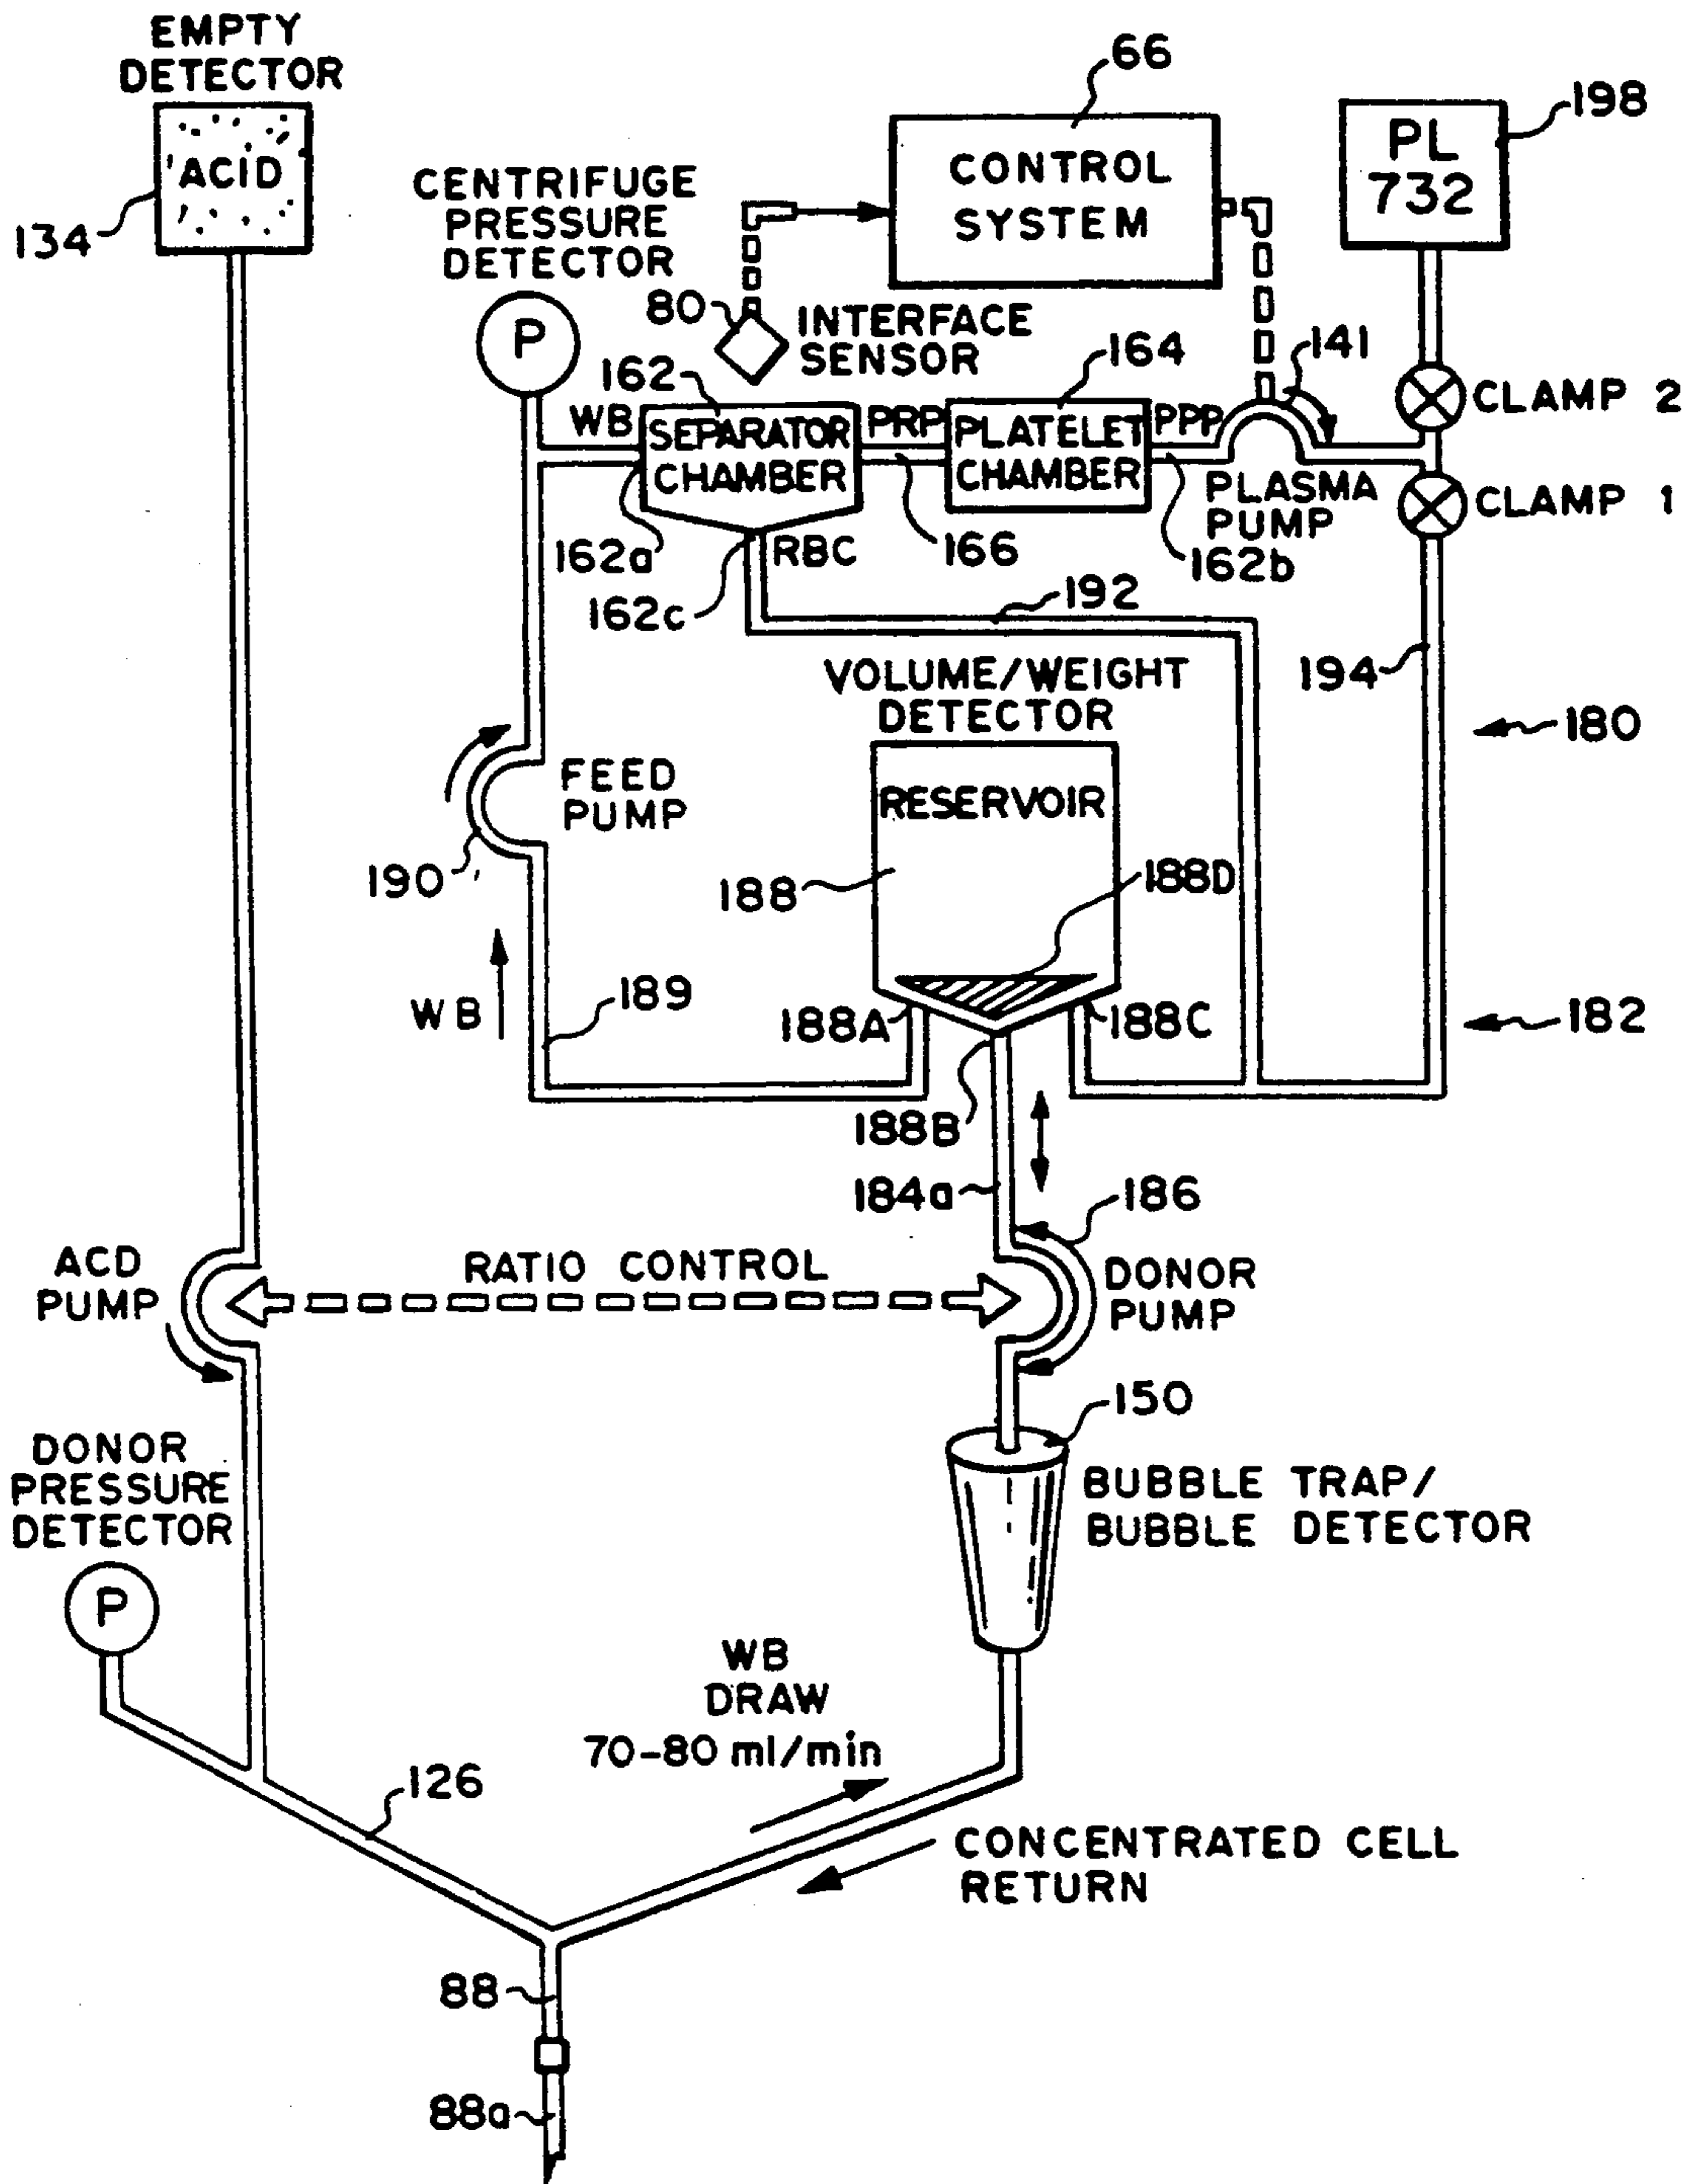 EMPTY
DETECTOR
ACID
134
CENTRIFUGE
PRESSURE
DETECTOR
P
66
CONTROL
SYSTEM
PL
732
198
80
INTERFACE
SENSOR
162
164
141
CLAMP 2
WB
SEPARATOR
CHAMBER
PRP
PLATELET
CHAMBER
PPP
PLASMA
PUMP
CLAMP 1
162a
162c
RBC
166
162b
192
194
180
VOLUME/WEIGHT
DETECTOR
RESERVOIR
FEED
PUMP
190
188
188D
WB
189
188A
188C
182
188B
184a
186
ACD
PUMP
RATIO CONTROL
DONOR
PUMP
150
DONOR
PRESSURE
DETECTOR
P
BUBBLE TRAP/
BUBBLE DETECTOR
WB
DRAW
70-80 ml/min
126
CONCENTRATED CELL
RETURN
88
88a